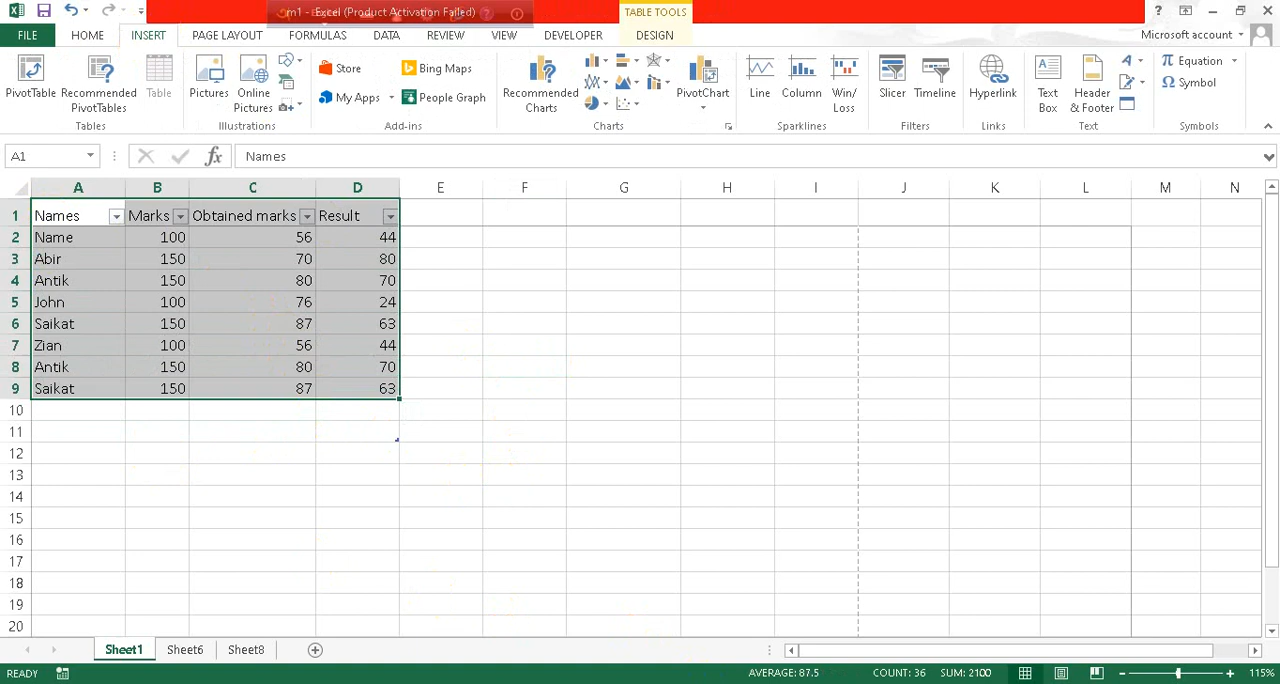 m1 - Excel (Product Activation Failed)
TABLE TOOLS
FILE HOME INSERT PAGE LAYOUT FORMULAS DATA REVIEW VIEW DEVELOPER DESIGN Microsoft account
PivotTable Recommended PivotTables Table
Tables
Pictures Online Pictures
Illustrations
Store
My Apps
Bing Maps
People Graph
Add-ins
Recommended Charts
PivotChart
Charts
Line Column Win/Loss
Sparklines
Slicer Timeline
Filters
Hyperlink
Links
Text Box Header & Footer
Text
π Equation
Ω Symbol
Symbols
A1 fx Names
A B C D E F G H I J K L M N
1 Names Marks Obtained marks Result
2 Name 100 56 44
3 Abir 150 70 80
4 Antik 150 80 70
5 John 100 76 24
6 Saikat 150 87 63
7 Zian 100 56 44
8 Antik 150 80 70
9 Saikat 150 87 63
10
11
12
13
14
15
16
17
18
19
20
Sheet1 Sheet6 Sheet8
READY AVERAGE: 87.5 COUNT: 36 SUM: 2100 115%